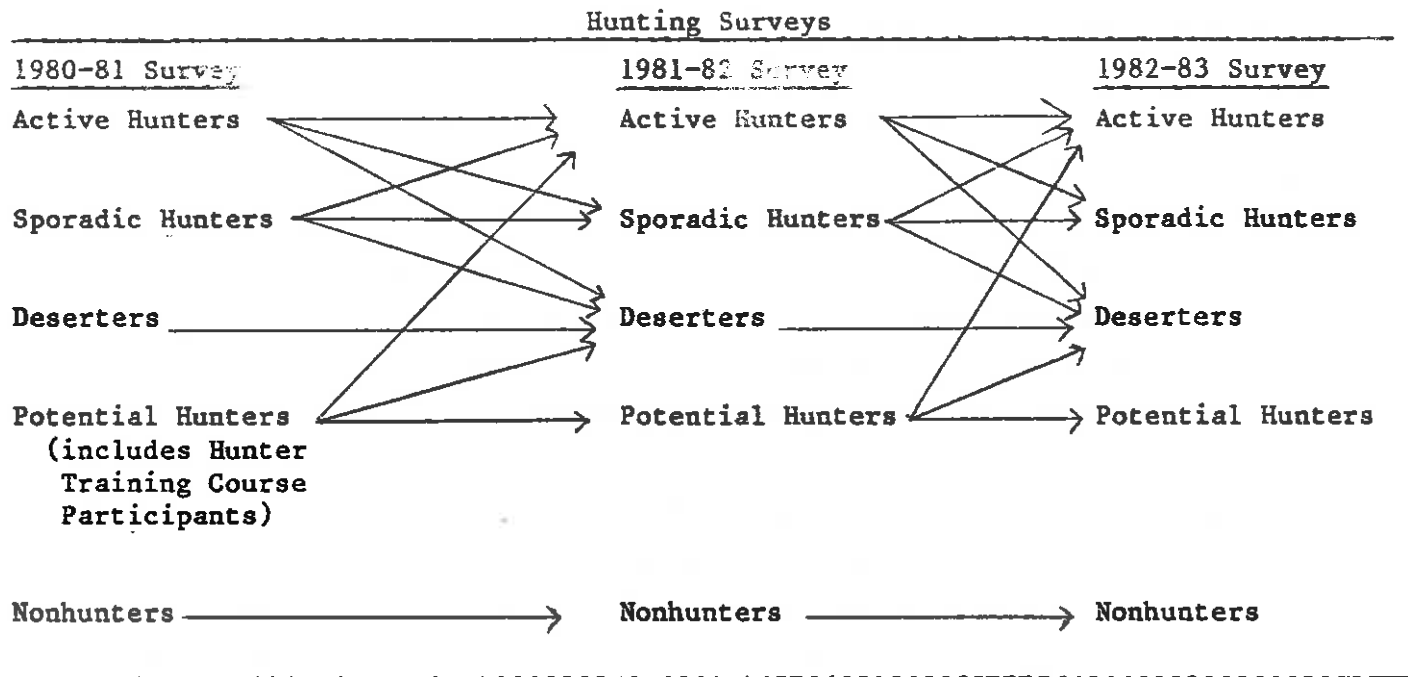 Hunting Surveys
1980-81 Survey 1981-82 Survey 1982-83 Survey
Active Hunters Active Hunters Active Hunters
Sporadic Hunters Sporadic Hunters Sporadic Hunters
Deserters Deserters Deserters
Potential Hunters Potential Hunters Potential Hunters
(includes Hunter
Training Course
Participants)
Nonhunters Nonhunters Nonhunters